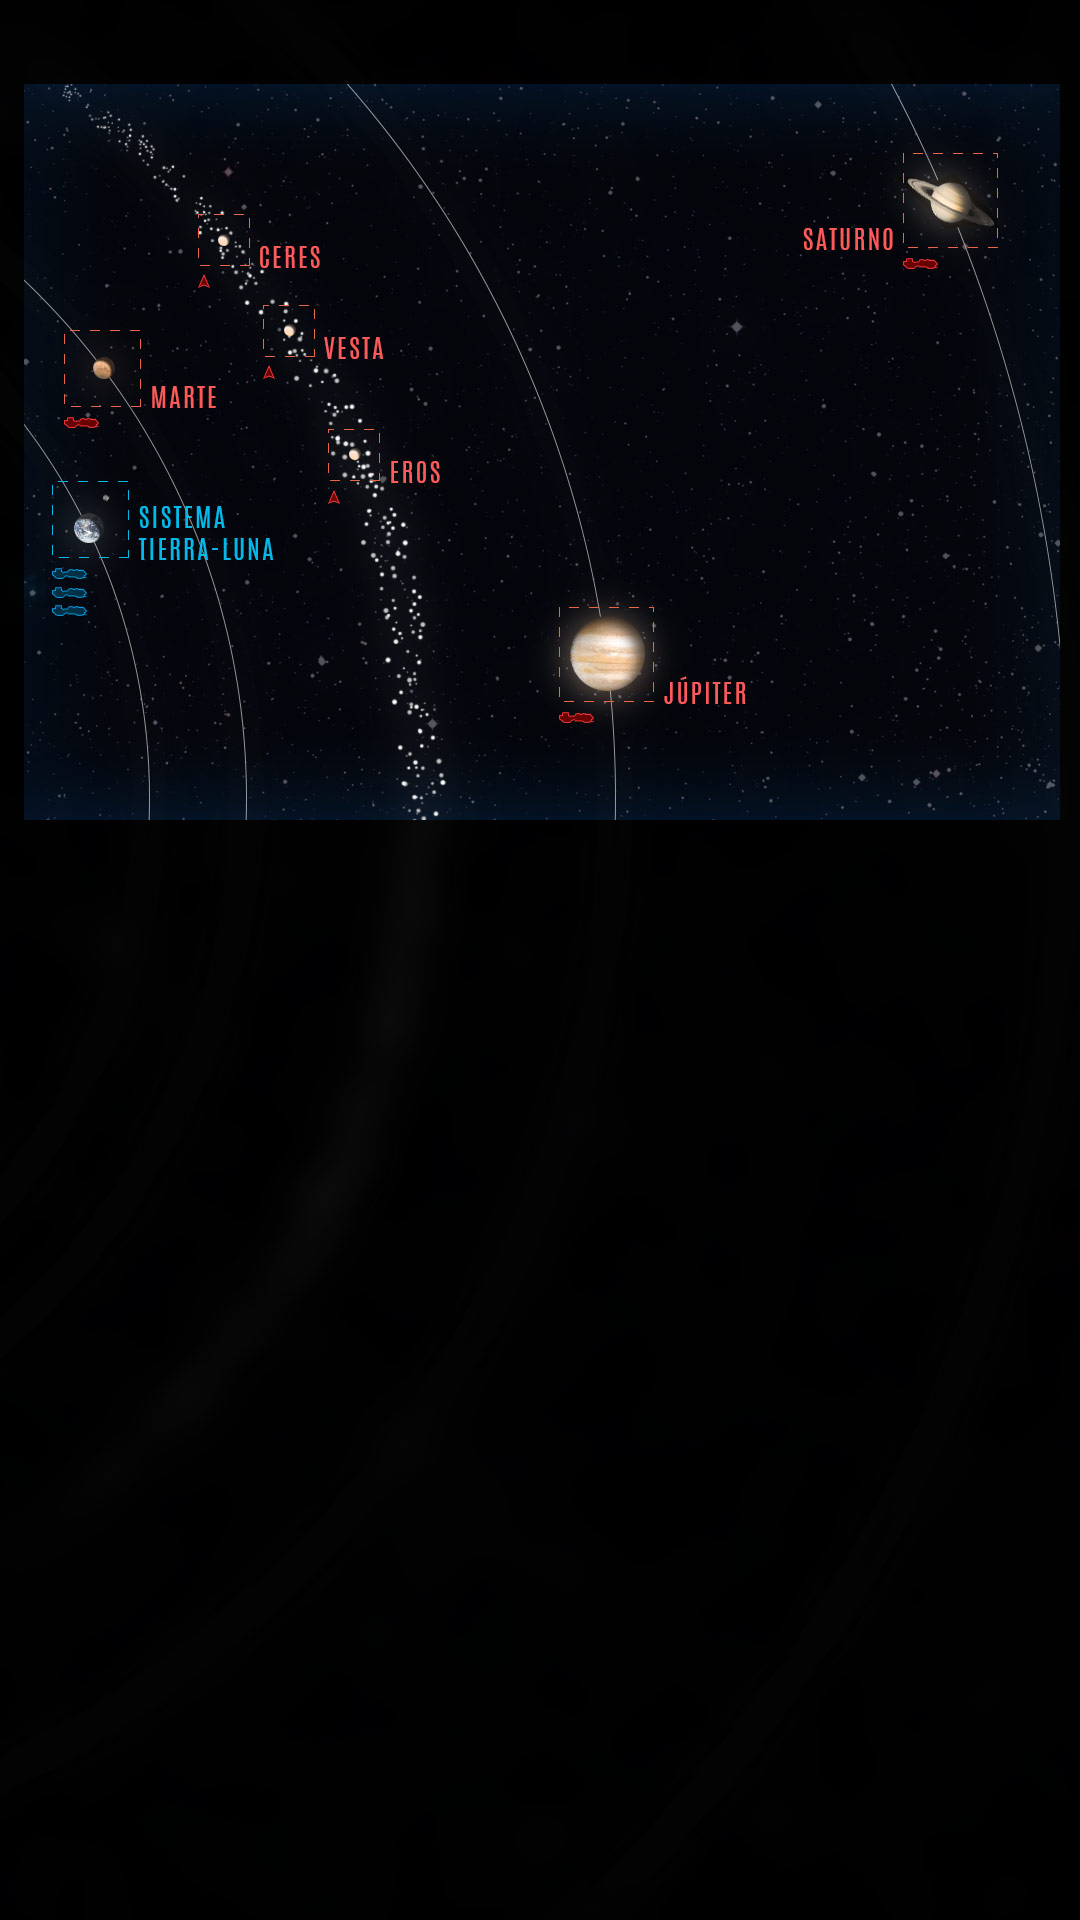 SATURNO
CERES
VESTA
MARTE
EROS
SISTEMA
TIERRA-LUNA
JÚPITER